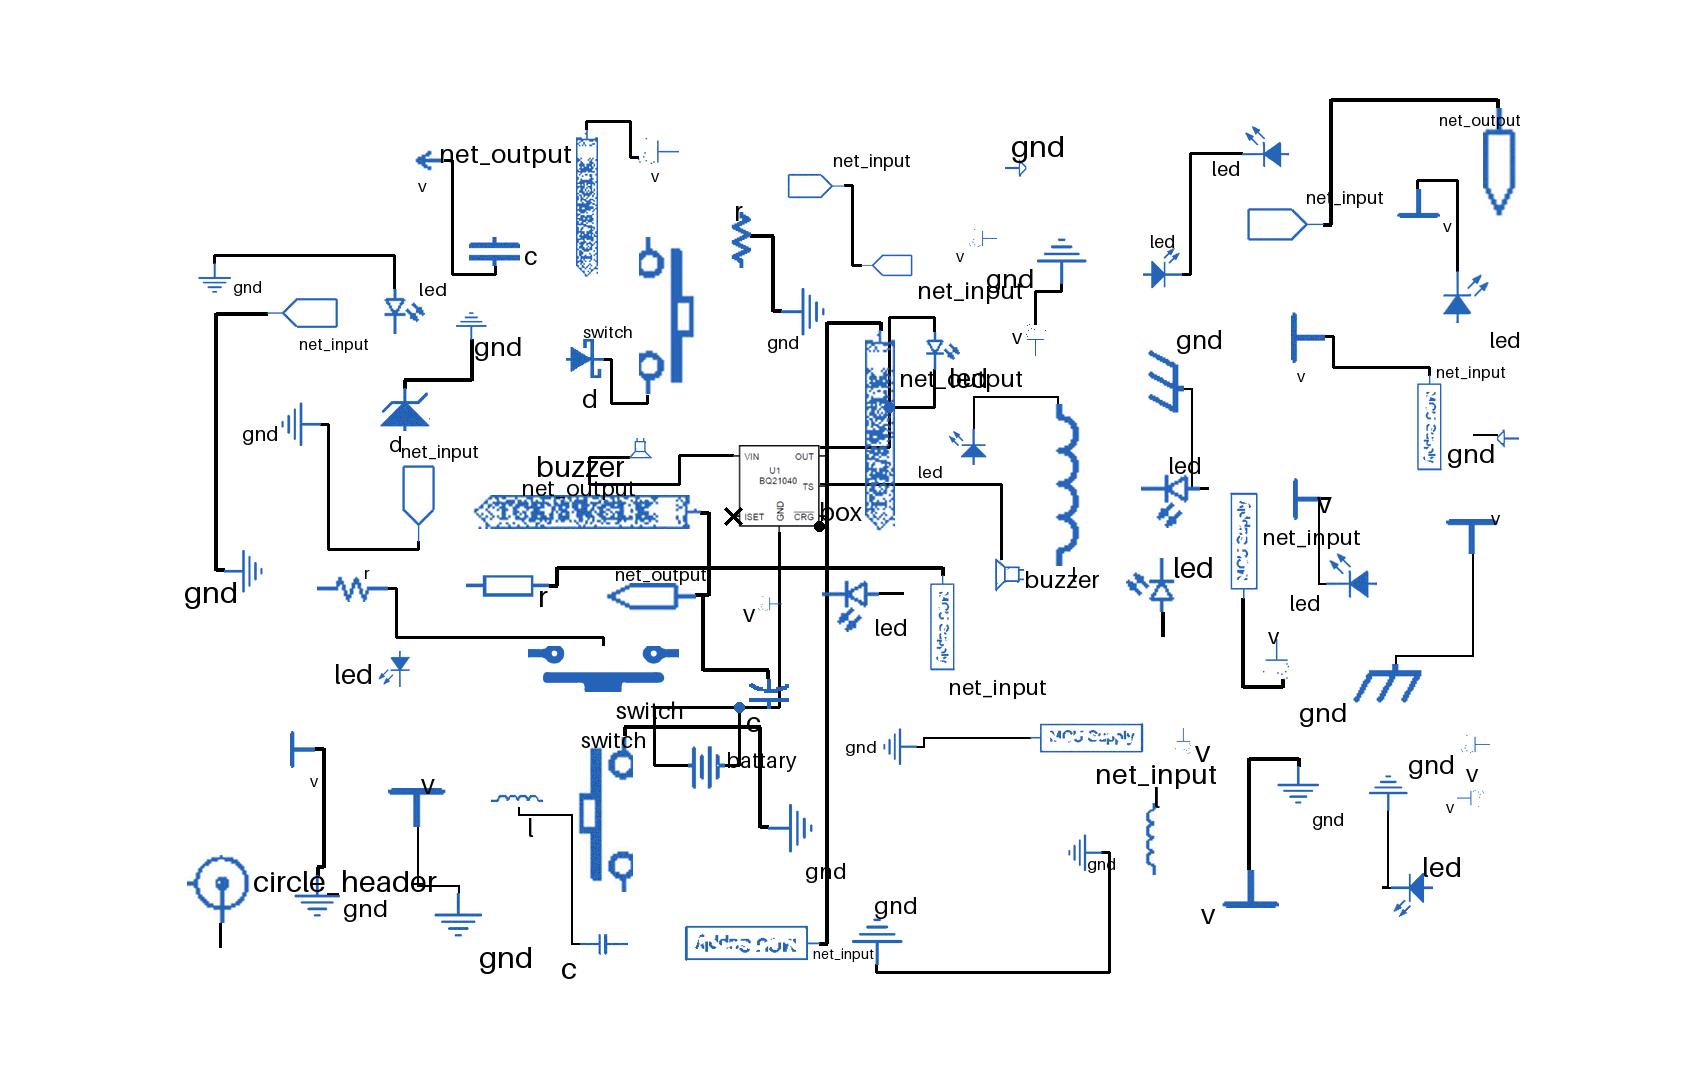 net_output
net_output
v
v
net_input
gnd
led
led
net_input
r
c
gnd
v
v
gnd
net_input
gnd
led
net_input
switch
gnd
gnd
v
gnd
led
d
net_output
led
v
net_input
gnd
d
net_input
buzzer
net_output
VIN
OUT
U1
BQ21040
TS
ISET
GND
CRG
box
led
led
gnd
MCU Supply
v
v
net_input
gnd
r
r
net_output
buzzer
l
led
led
v
led
v
led
net_input
switch
c
gnd
switch
battary
gnd
MCU Supply
v
net_input
gnd
v
v
v
v
l
gnd
gnd
gnd
led
circle_header
gnd
gnd
v
gnd
c
net_input